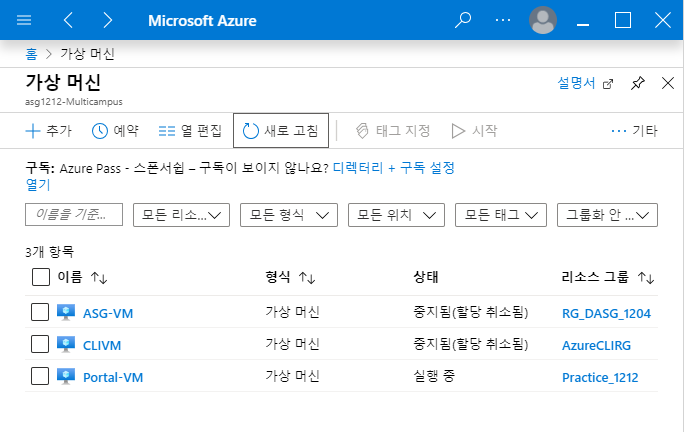 Microsoft Azure
홈 > 가상 머신
가상 머신
asg1212-Multicampus
설명서
추가 예약 열 편집 새로 고침 태그 지정 시작 ··· 기타
구독: Azure Pass - 스폰서쉽 – 구독이 보이지 않나요? 디렉터리 + 구독 설정
열기
이름을 기준... 모든 리소... 모든 형식 모든 위치 모든 태그 그룹화 안 ...
3개 항목
이름 형식 상태 리소스 그룹
ASG-VM 가상 머신 중지됨(할당 취소됨) RG_DASG_1204
CLIVM 가상 머신 중지됨(할당 취소됨) AzureCLIRG
Portal-VM 가상 머신 실행 중 Practice_1212